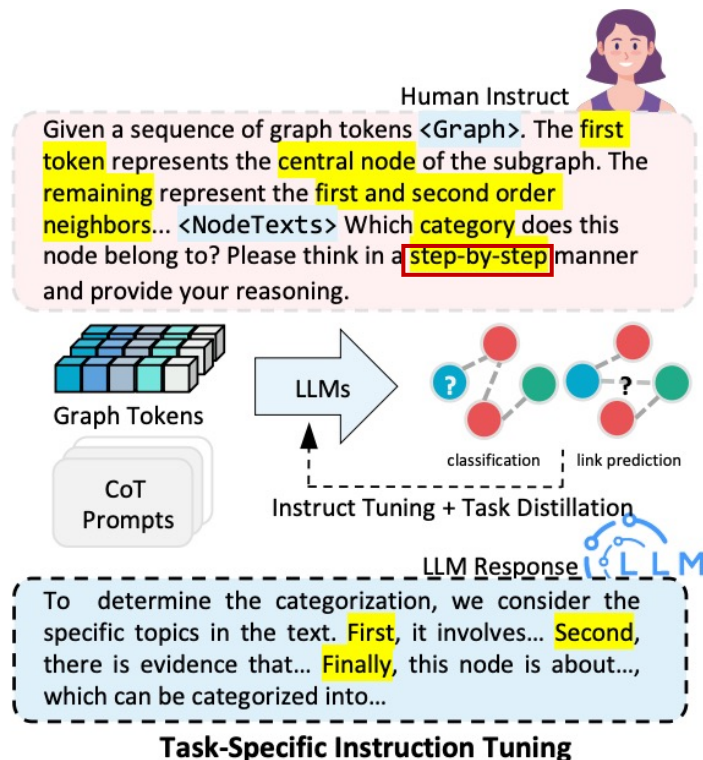 Human Instruct
Given a sequence of graph tokens <Graph>. The first
token represents the central node of the subgraph. The
remaining represent the first and second order
neighbors... <NodeTexts> Which category does this
node belong to? Please think in a step-by-step manner
and provide your reasoning.
Graph Tokens
LLMs
?
?
classification
link prediction
CoT
Prompts
Instruct Tuning + Task Distillation
LLM Response
LLM
To determine the categorization, we consider the
specific topics in the text. First, it involves... Second,
there is evidence that... Finally, this node is about...,
which can be categorized into...
Task-Specific Instruction Tuning